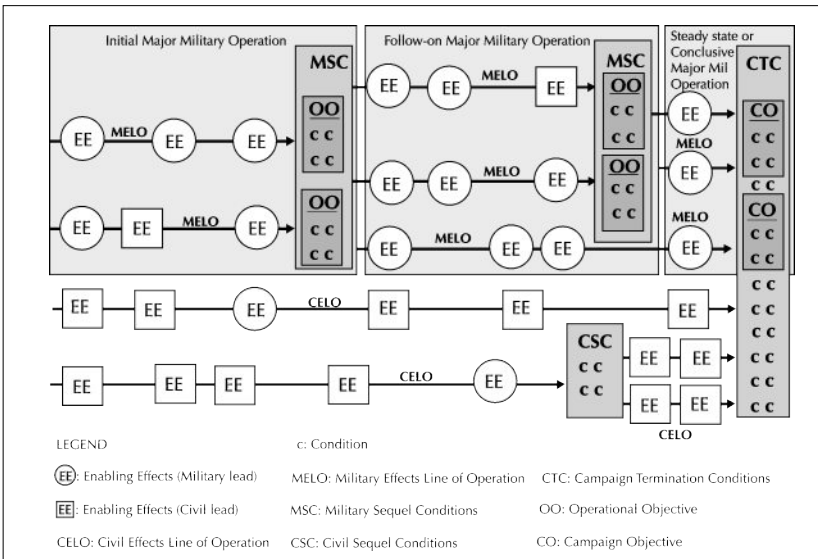 Initial Major Military Operation
MSC
OO
c c
c c
EE MELO EE EE
OO
c c
c c
EE EE MELO EE
Follow-on Major Military Operation
MSC
EE EE MELO EE
OO
c c
c c
EE EE MELO EE
OO
c c
c c
EE MELO EE EE
Steady state or
Conclusive
Major Mil
Operation
CTC
EE
MELO
EE
MELO
EE
CO
c c
c c
c c
CO
c c
c c
c c
c c
c c
c c
c c
c c
EE EE EE CELO EE EE EE
EE EE EE EE CELO EE
CSC
c c
c c
EE EE
EE EE
CELO
LEGEND
c: Condition
EE: Enabling Effects (Military lead)
MELO: Military Effects Line of Operation
CTC: Campaign Termination Conditions
EE: Enabling Effects (Civil lead)
MSC: Military Sequel Conditions
OO: Operational Objective
CELO: Civil Effects Line of Operation
CSC: Civil Sequel Conditions
CO: Campaign Objective